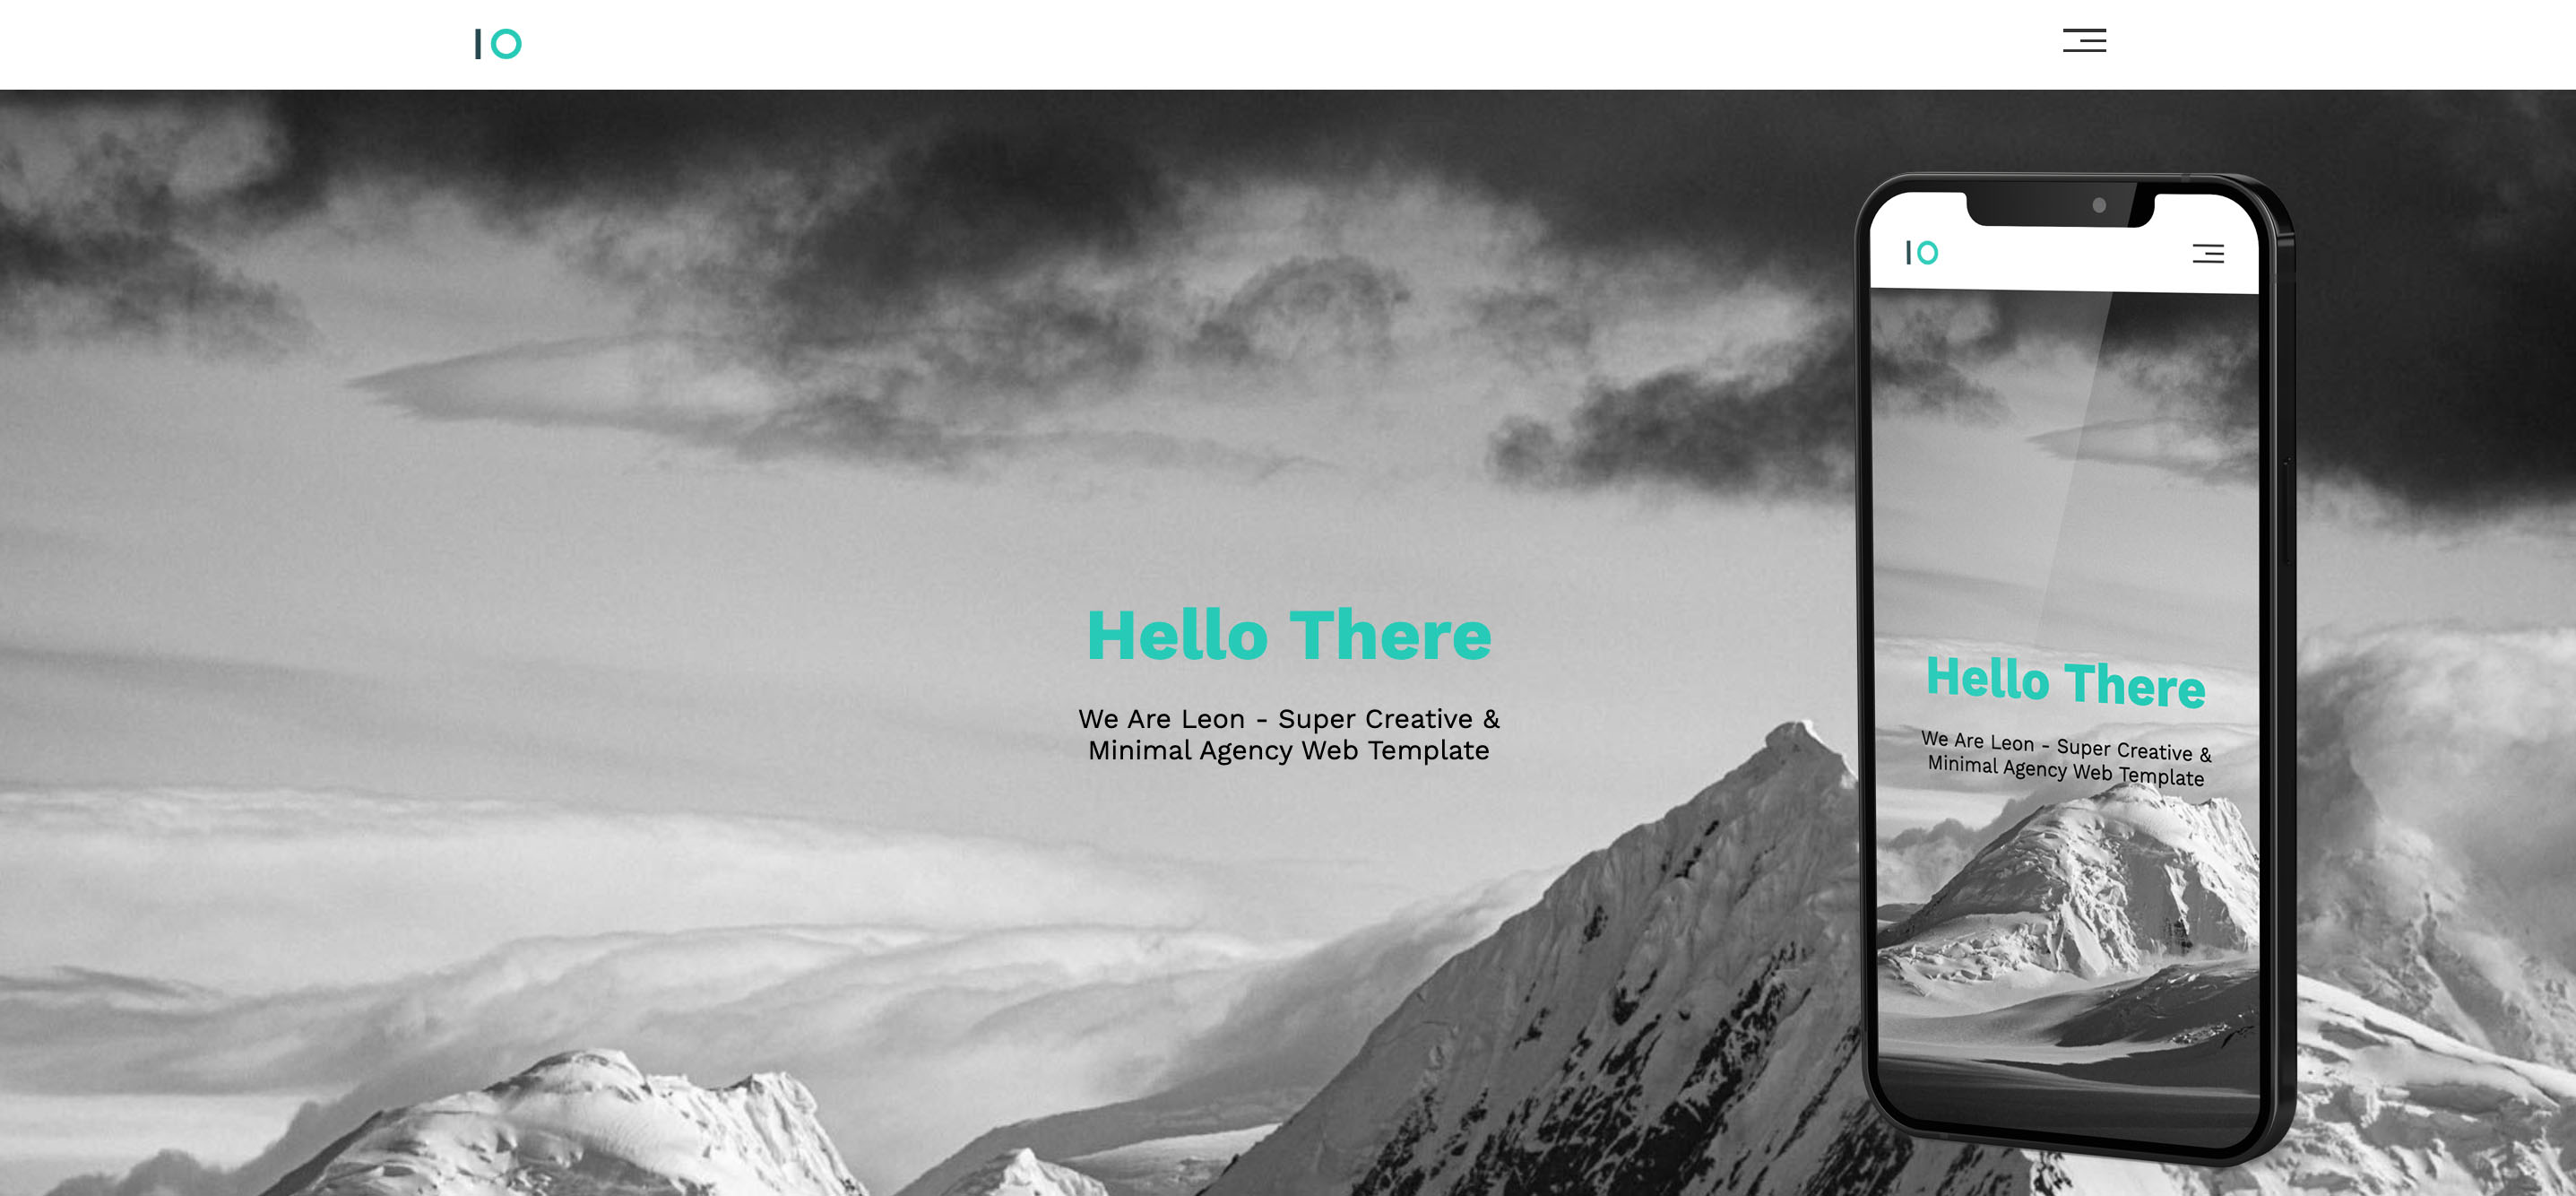 IO
Hello There
We Are Leon - Super Creative &
Minimal Agency Web Template
IO
Hello There
We Are Leon - Super Creative &
Minimal Agency Web Template